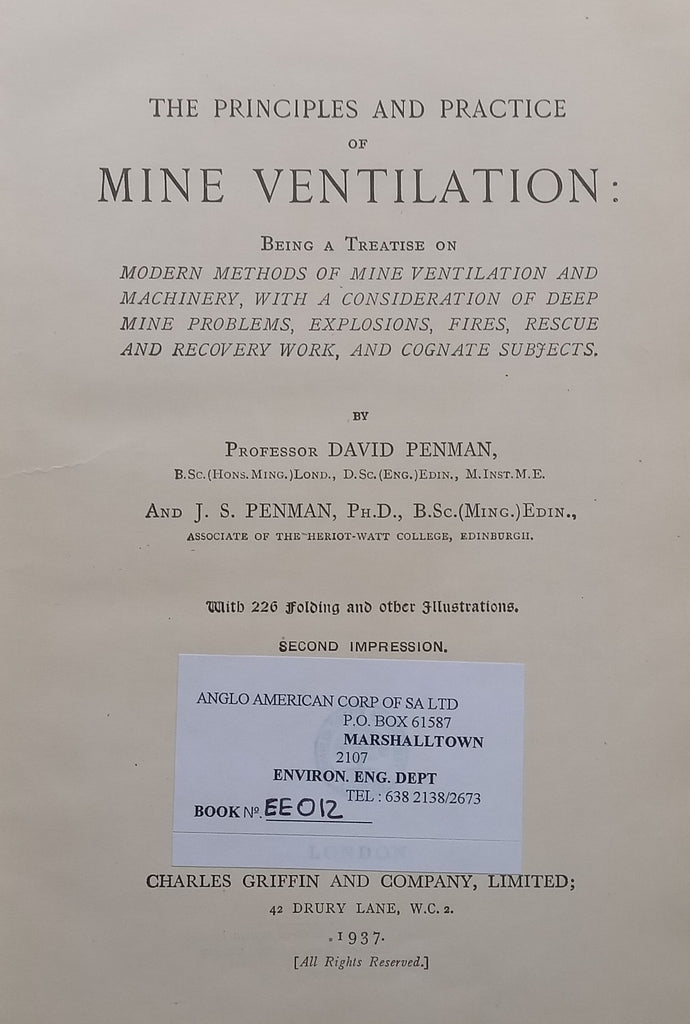 THE PRINCIPLES AND PRACTICE
OF
MINE VENTILATION:
BEING A TREATISE ON
MODERN METHODS OF MINE VENTILATION AND
MACHINERY, WITH A CONSIDERATION OF DEEP
MINE PROBLEMS, EXPLOSIONS, FIRES, RESCUE
AND RECOVERY WORK, AND COGNATE SUBJECTS.
BY
PROFESSOR DAVID PENMAN,
B.SC.(HONS. MING.)LOND., D.SC.(ENG.)EDIN., M.INST.M.E.
AND J. S. PENMAN, PH.D., B.SC.(MING.)EDIN.,
ASSOCIATE OF THE HERIOT-WATT COLLEGE, EDINBURGH.
With 226 Folding and other Illustrations.
SECOND IMPRESSION.
ANGLO AMERICAN CORP OF SA LTD
P.O. BOX 61587
MARSHALLTOWN
2107
ENVIRON. ENG. DEPT
TEL : 638 2138/2673
BOOK Nº. EE012
LONDON
CHARLES GRIFFIN AND COMPANY, LIMITED;
42 DRURY LANE, W.C. 2.
1937.
[All Rights Reserved.]